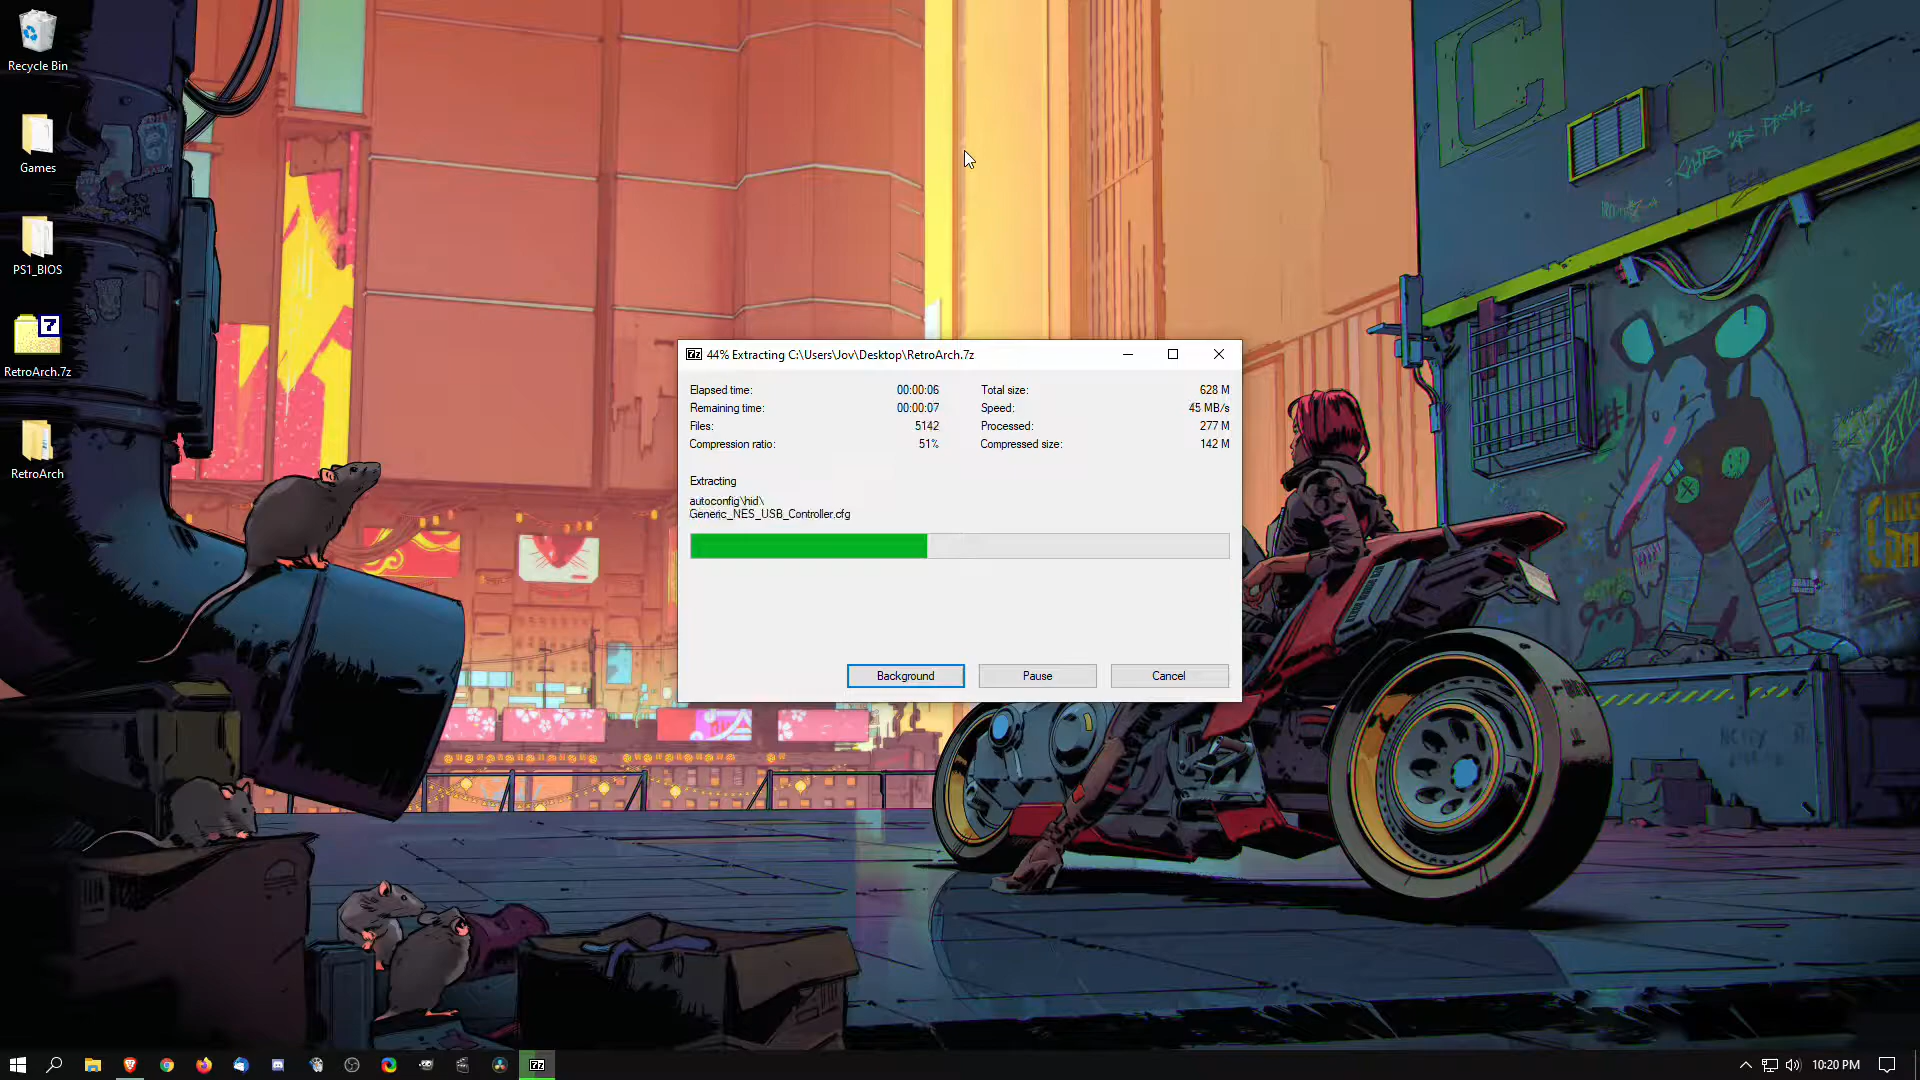 Recycle Bin
Games
PS1_BIOS
RetroArch.7z
RetroArch
44% Extracting C:\Users\Jov\Desktop\RetroArch.7z
Elapsed time: 00:00:06 Total size: 628 M
Remaining time: 00:00:07 Speed: 45 MB/s
Files: 5142 Processed: 277 M
Compression ratio: 51% Compressed size: 142 M
Extracting
autoconfig\hid\
Generic_NES_USB_Controller.cfg
Background Pause Cancel
10:20 PM